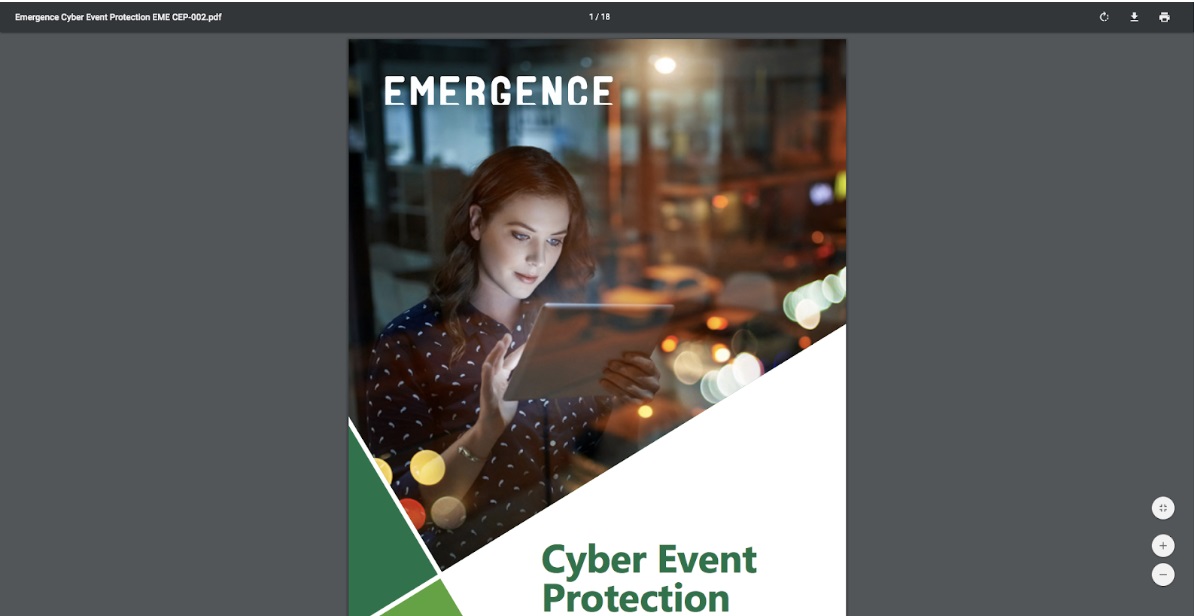 Emergence Cyber Event Protection EME CEP-002.pdf
1 / 18
EMERGENCE
Cyber Event
Protection